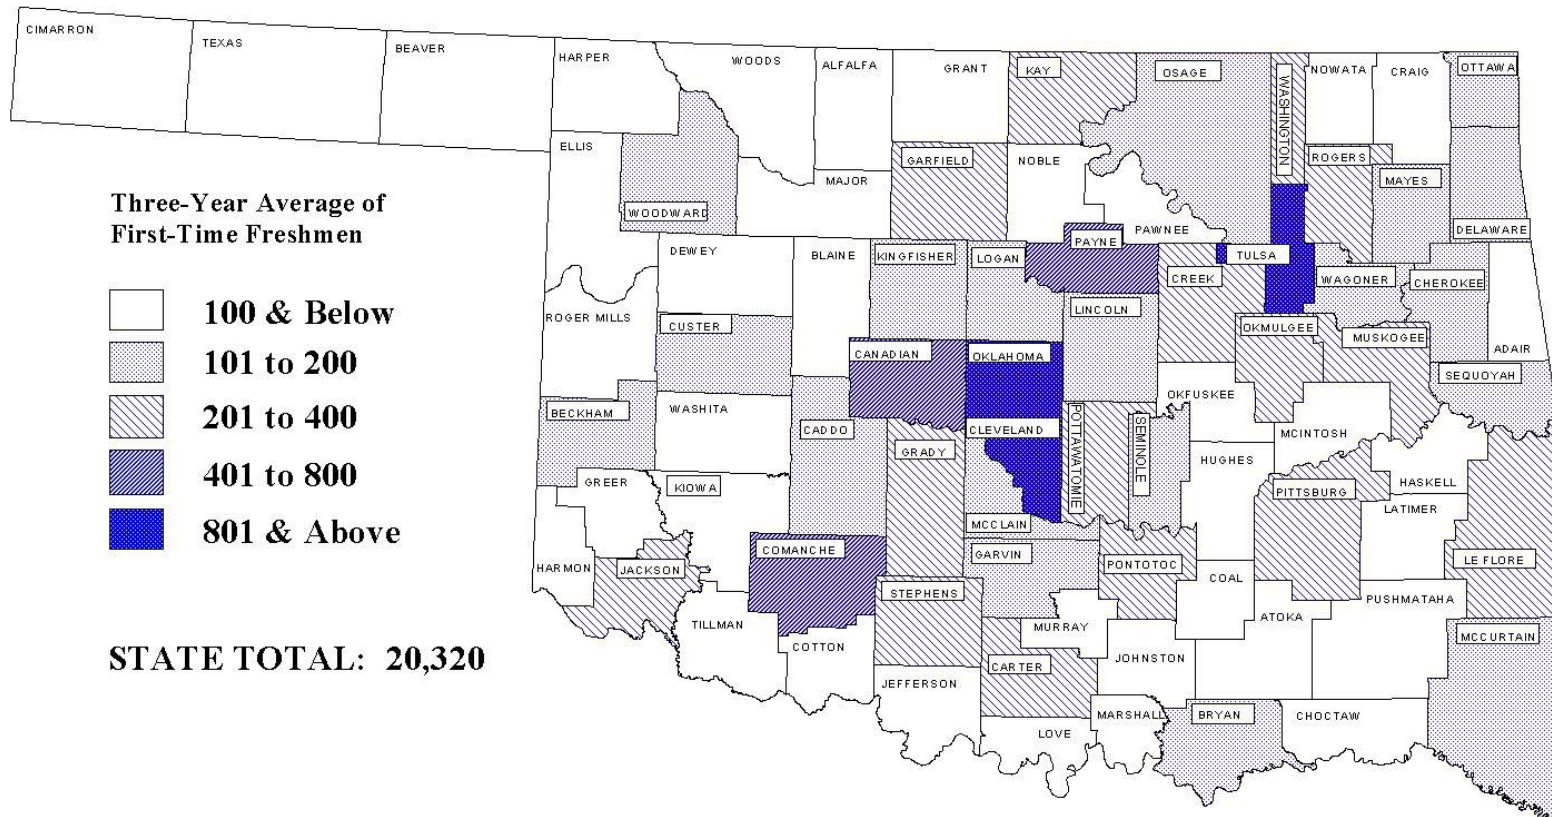 CIMARRON
TEXAS
BEAVER
HARPER
WOODS
ALFALFA
GRANT
KAY
OSAGE
WASHINGTON
NOWATA
CRAIG
OTTAWA
ELLIS
WOODWARD
MAJOR
GARFIELD
NOBLE
ROGERS
MAYES
DELAWARE
PAWNEE
PAYNE
TULSA
Three-Year Average of
First-Time Freshmen
100 & Below
101 to 200
201 to 400
401 to 800
801 & Above
STATE TOTAL: 20,320
DEWEY
BLAINE
KINGFISHER
LOGAN
CREEK
WAGONER
CHEROKEE
ROGER MILLS
CUSTER
LINCOLN
OKMULGEE
MUSKOGEE
ADAIR
CANADIAN
OKLAHOMA
SEQUOYAH
BECKHAM
WASHITA
CADDO
CLEVELAND
POTTAWATOMIE
SEMINOLE
OKFUSKEE
MCINTOSH
GRADY
HUGHES
GREER
KIOWA
PITTSBURG
HASKELL
LATIMER
MCCLAIN
HARMON
JACKSON
COMANCHE
GARVIN
PONTOTOC
COAL
LE FLORE
STEPHENS
TILLMAN
COTTON
MURRAY
ATOKA
PUSHMATAHA
CARTER
JOHNSTON
MCCURTAIN
JEFFERSON
LOVE
MARSHALL
BRYAN
CHOCTAW